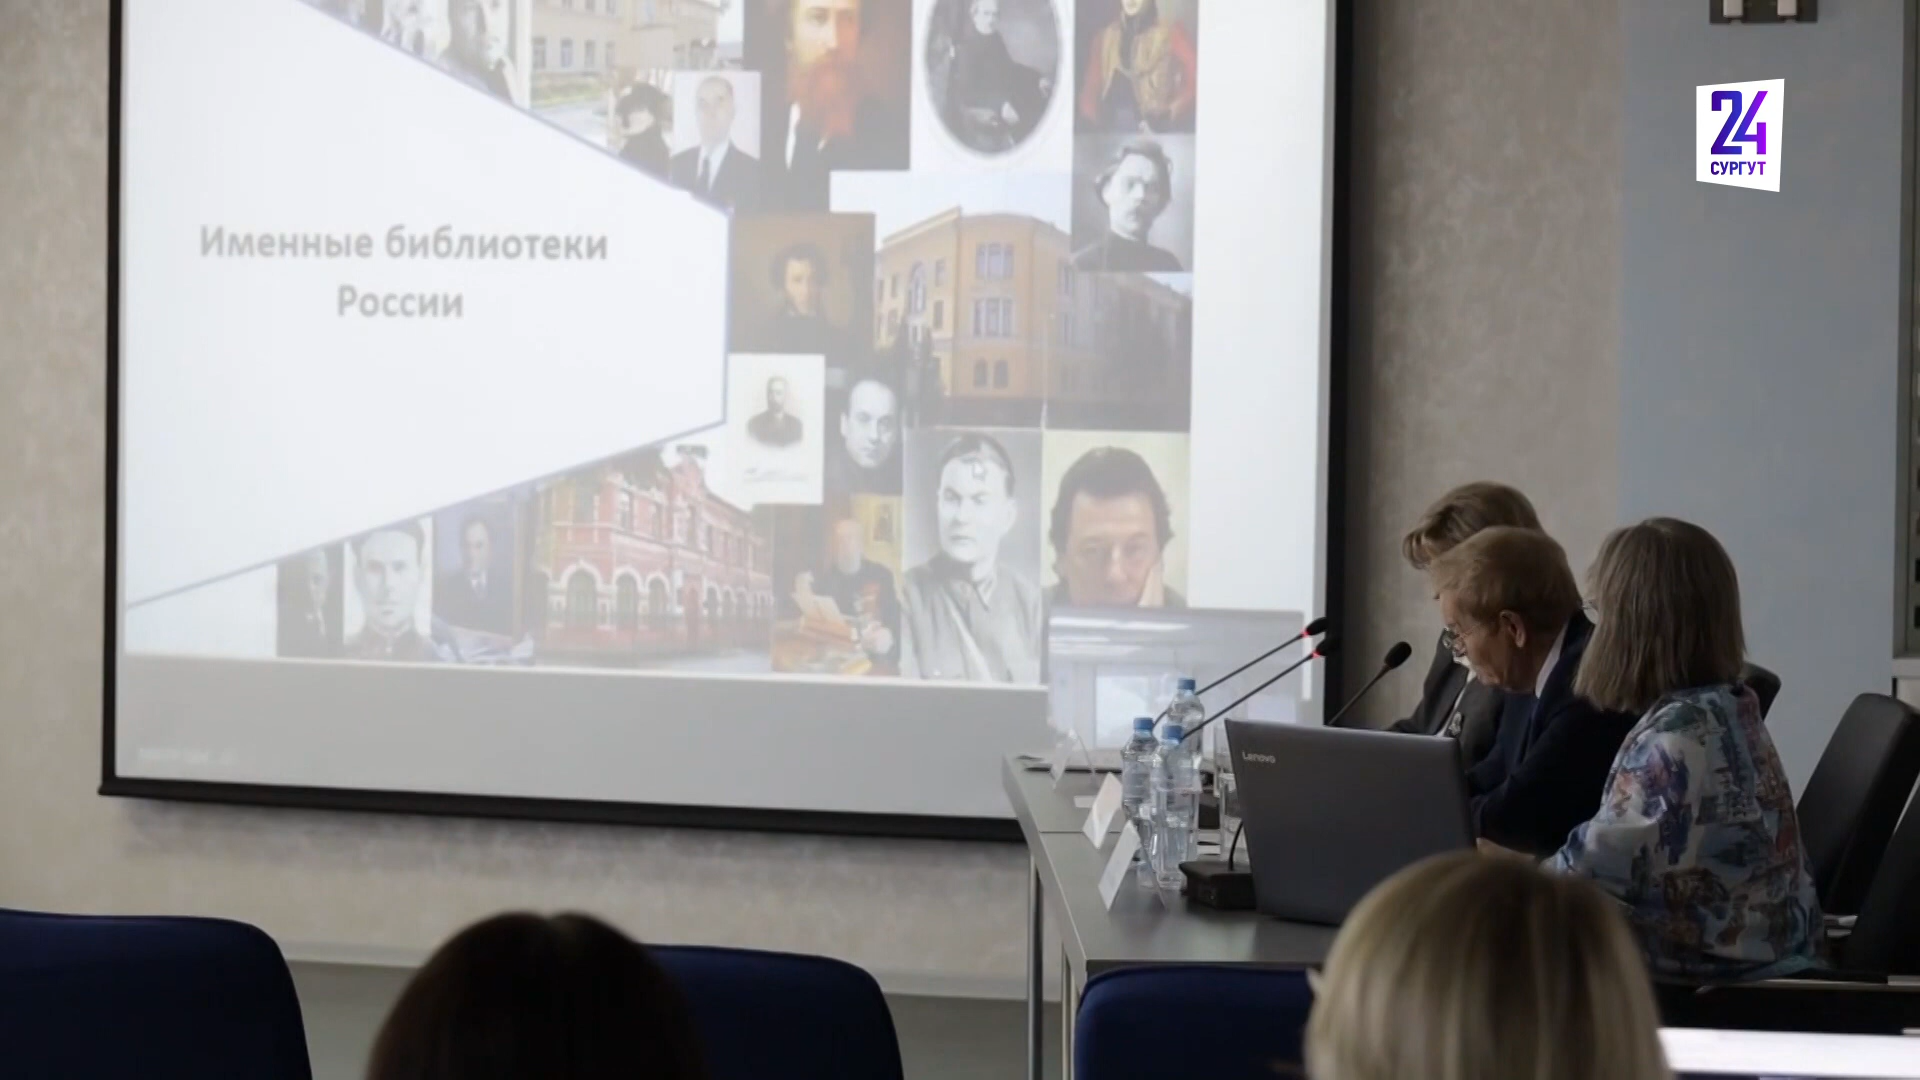 24
СУРГУТ
Именные библиотеки
России
Lenovo